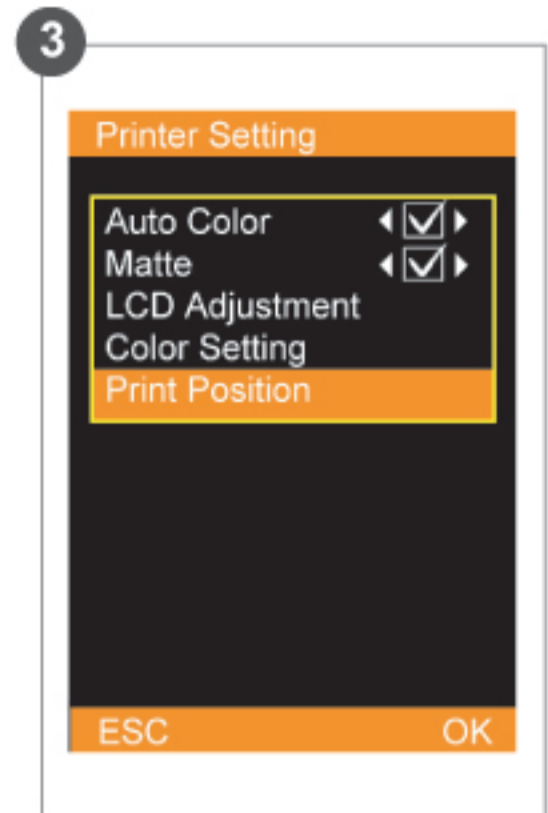 3
Printer Setting
Auto Color
Matte
LCD Adjustment
Color Setting
Print Position
ESC OK